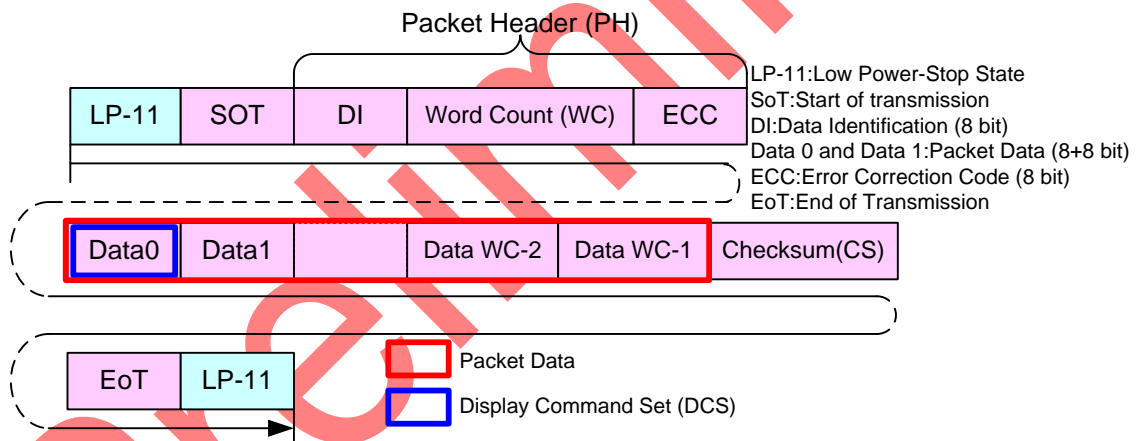 Packet Header (PH)
LP-11 SOT DI Word Count (WC) ECC
LP-11:Low Power-Stop State
SoT:Start of transmission
DI:Data Identification (8 bit)
Data 0 and Data 1:Packet Data (8+8 bit)
ECC:Error Correction Code (8 bit)
EoT:End of Transmission
Data0 Data1 Data WC-2 Data WC-1 Checksum(CS)
EoT LP-11
Packet Data
Display Command Set (DCS)